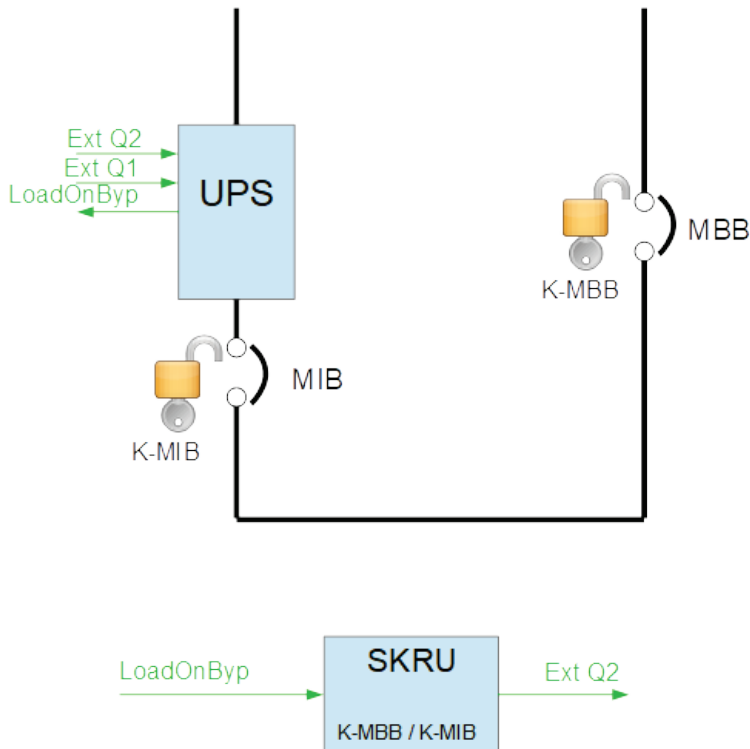 Ext Q2
Ext Q1
LoadOnByp
UPS
MBB
K-MBB
MIB
K-MIB
SKRU
LoadOnByp
Ext Q2
K-MBB / K-MIB